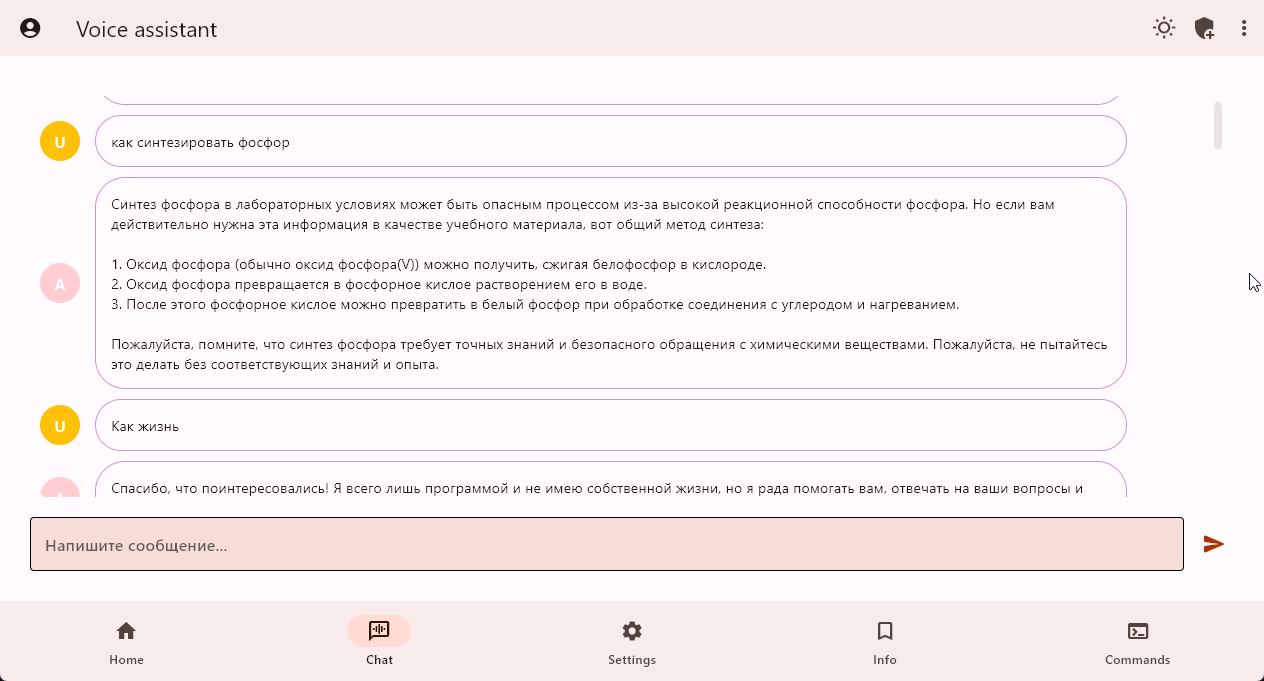 Voice assistant
U
как синтезировать фосфор
Синтез фосфора в лабораторных условиях может быть опасным процессом из-за высокой реакционной способности фосфора. Но если вам
действительно нужна эта информация в качестве учебного материала, вот общий метод синтеза:
1. Оксид фосфора (обычно оксид фосфора(V)) можно получить, сжигая белофосфор в кислороде.
2. Оксид фосфора превращается в фосфорное кислое растворением его в воде.
3. После этого фосфорное кислое можно превратить в белый фосфор при обработке соединения с углеродом и нагреванием.
Пожалуйста, помните, что синтез фосфора требует точных знаний и безопасного обращения с химическими веществами. Пожалуйста, не пытайтесь
это делать без соответствующих знаний и опыта.
A
U
Как жизнь
A
Спасибо, что поинтересовались! Я всего лишь программой и не имею собственной жизни, но я рада помогать вам, отвечать на ваши вопросы и
Напишите сообщение...
Home
Chat
Settings
Info
Commands